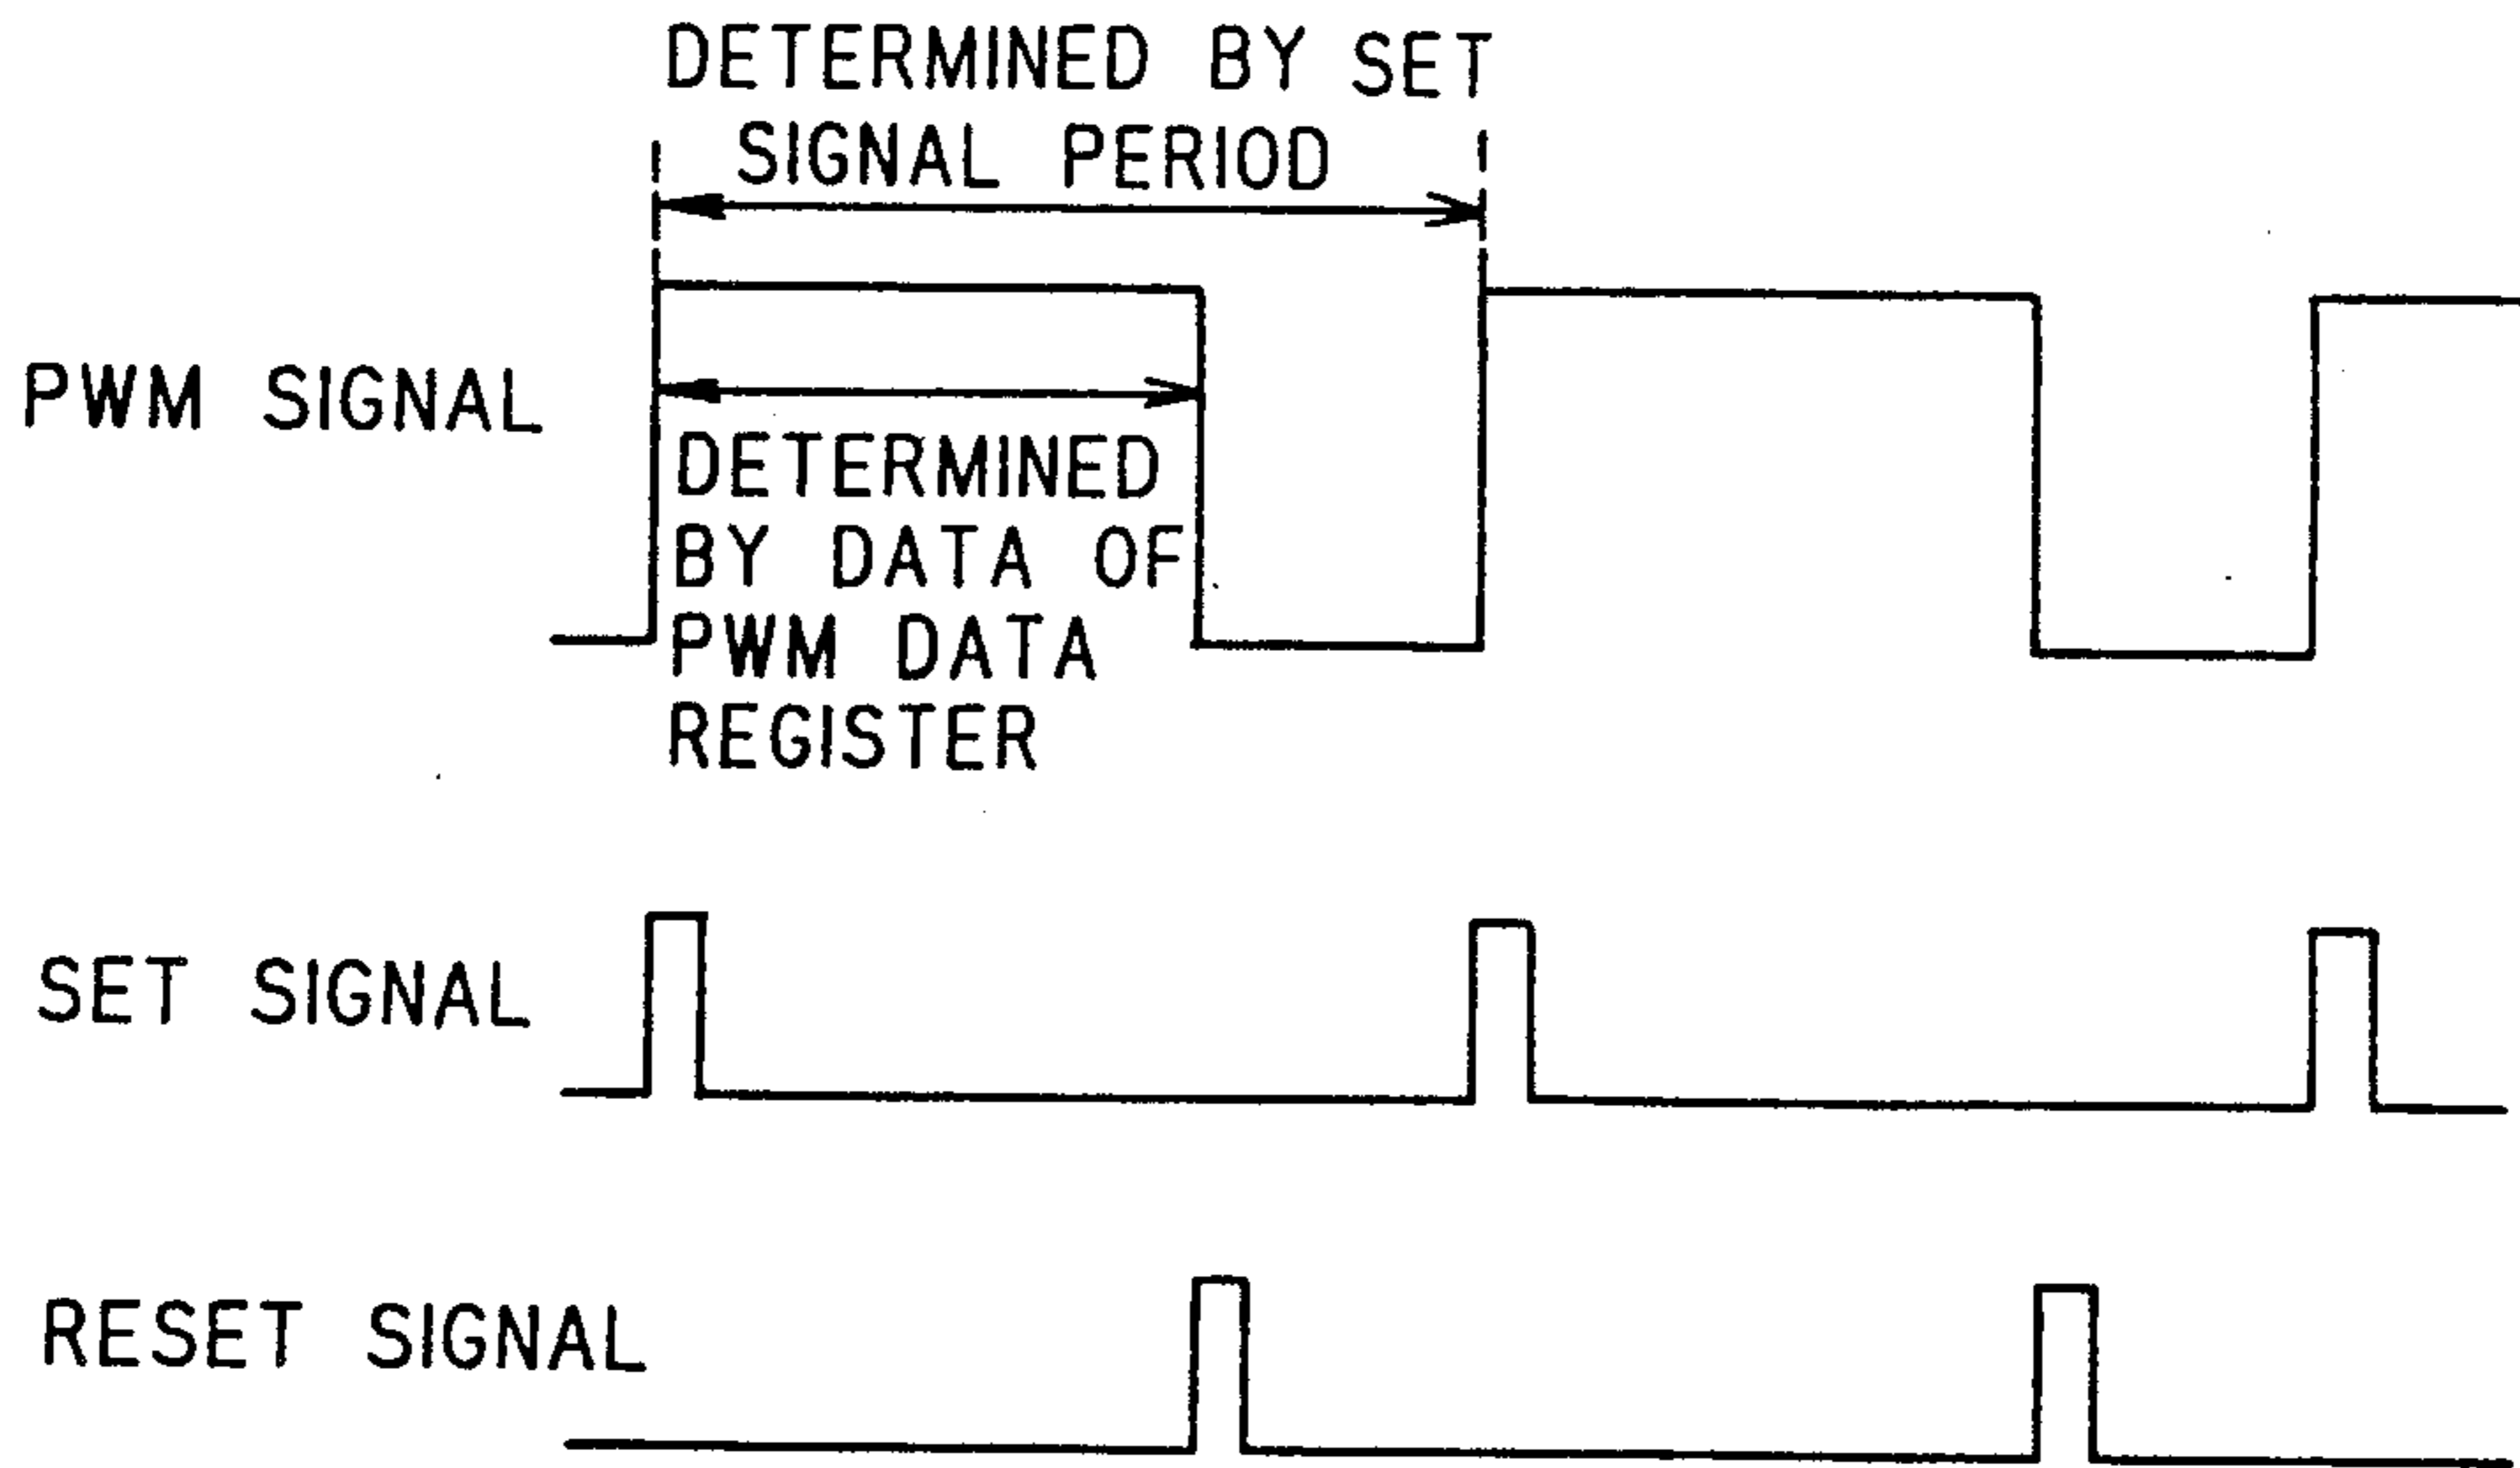 DETERMINED BY SET
SIGNAL PERIOD
PWM SIGNAL
DETERMINED
BY DATA OF
PWM DATA
REGISTER
SET SIGNAL
RESET SIGNAL